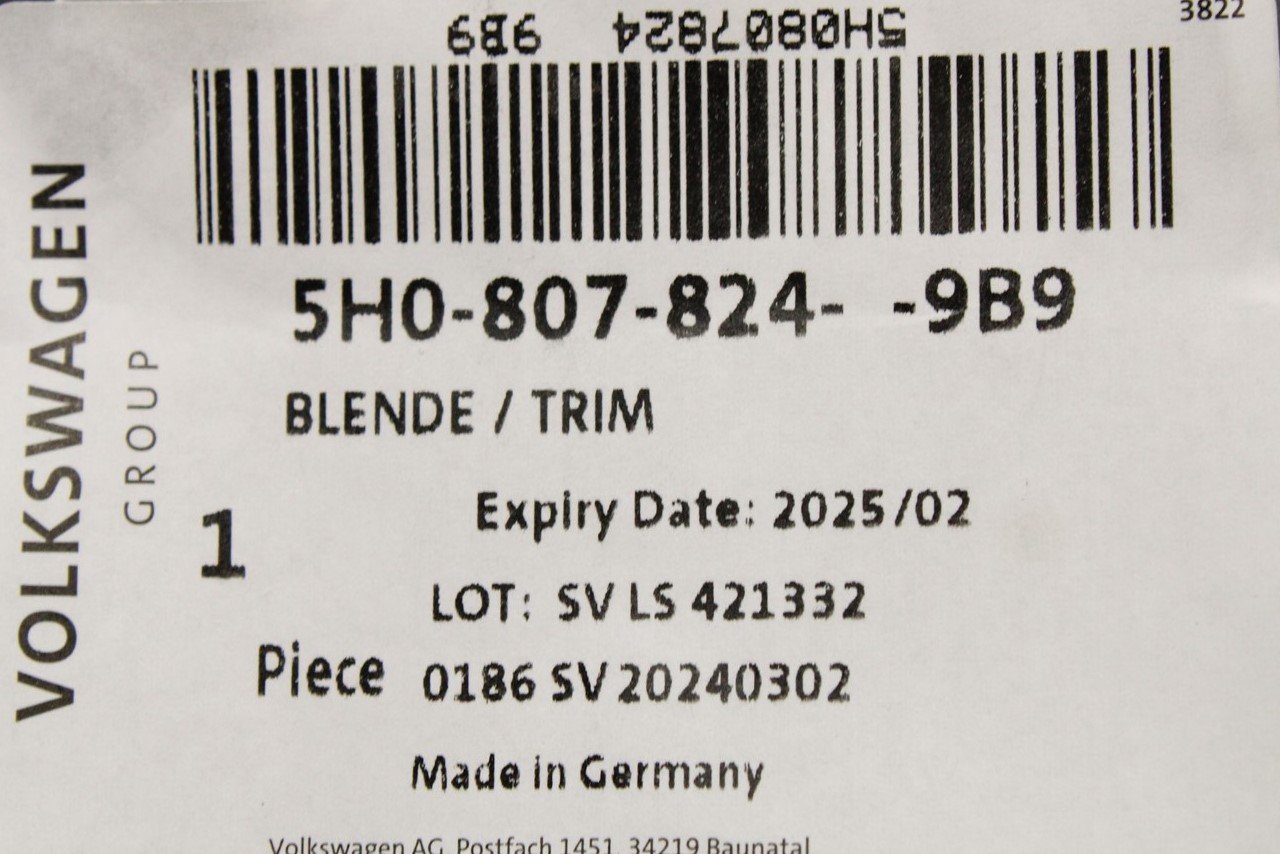 3822
5H0807824 9B9
VOLKSWAGEN
GROUP
5H0-807-824- -9B9
BLENDE / TRIM
Expiry Date: 2025/02
1
LOT: SV LS 421332
Piece 0186 SV 20240302
Made in Germany
Volkswagen AG, Postfach 1451, 34219 Baunatal